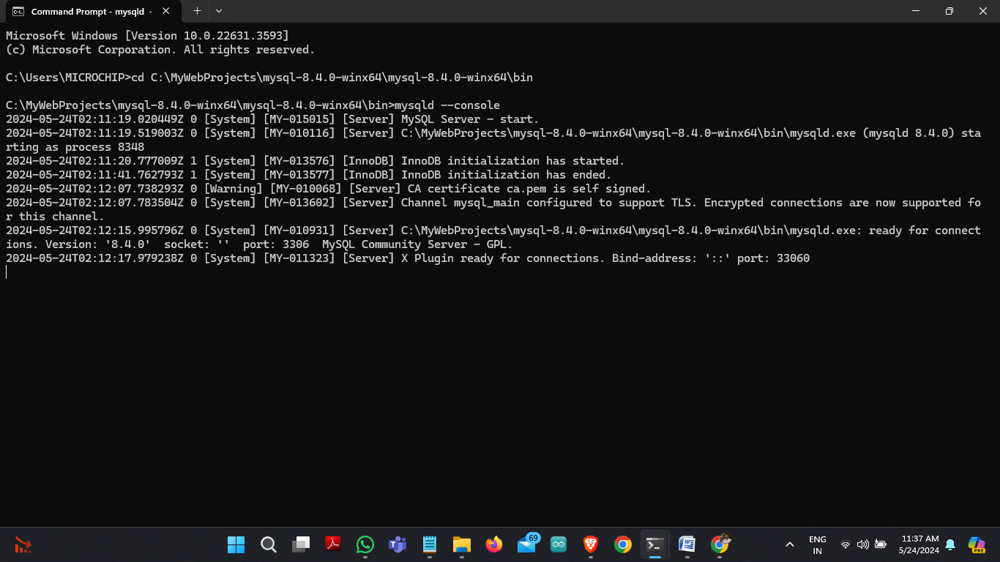 Command Prompt - mysqld -
Microsoft Windows [Version 10.0.22631.3593]
(c) Microsoft Corporation. All rights reserved.
C:\Users\MICROCHIP>cd C:\MyWebProjects\mysql-8.4.0-winx64\mysql-8.4.0-winx64\bin
C:\MyWebProjects\mysql-8.4.0-winx64\mysql-8.4.0-winx64\bin>mysqld --console
2024-05-24T02:11:19.020449Z 0 [System] [MY-015015] [Server] MySQL Server - start.
2024-05-24T02:11:19.519003Z 0 [System] [MY-010116] [Server] C:\MyWebProjects\mysql-8.4.0-winx64\mysql-8.4.0-winx64\bin\mysqld.exe (mysqld 8.4.0) sta
rting as process 8348
2024-05-24T02:11:20.777009Z 1 [System] [MY-013576] [InnoDB] InnoDB initialization has started.
2024-05-24T02:11:41.762793Z 1 [System] [MY-013577] [InnoDB] InnoDB initialization has ended.
2024-05-24T02:12:07.738293Z 0 [Warning] [MY-010068] [Server] CA certificate ca.pem is self signed.
2024-05-24T02:12:07.783504Z 0 [System] [MY-013602] [Server] Channel mysql_main configured to support TLS. Encrypted connections are now supported fo
r this channel.
2024-05-24T02:12:15.995796Z 0 [System] [MY-010931] [Server] C:\MyWebProjects\mysql-8.4.0-winx64\mysql-8.4.0-winx64\bin\mysqld.exe: ready for connect
ions. Version: '8.4.0'  socket: ''  port: 3306  MySQL Community Server - GPL.
2024-05-24T02:12:17.979238Z 0 [System] [MY-011323] [Server] X Plugin ready for connections. Bind-address: '::' port: 33060
69
ENG
IN
11:37 AM
5/24/2024
PRE